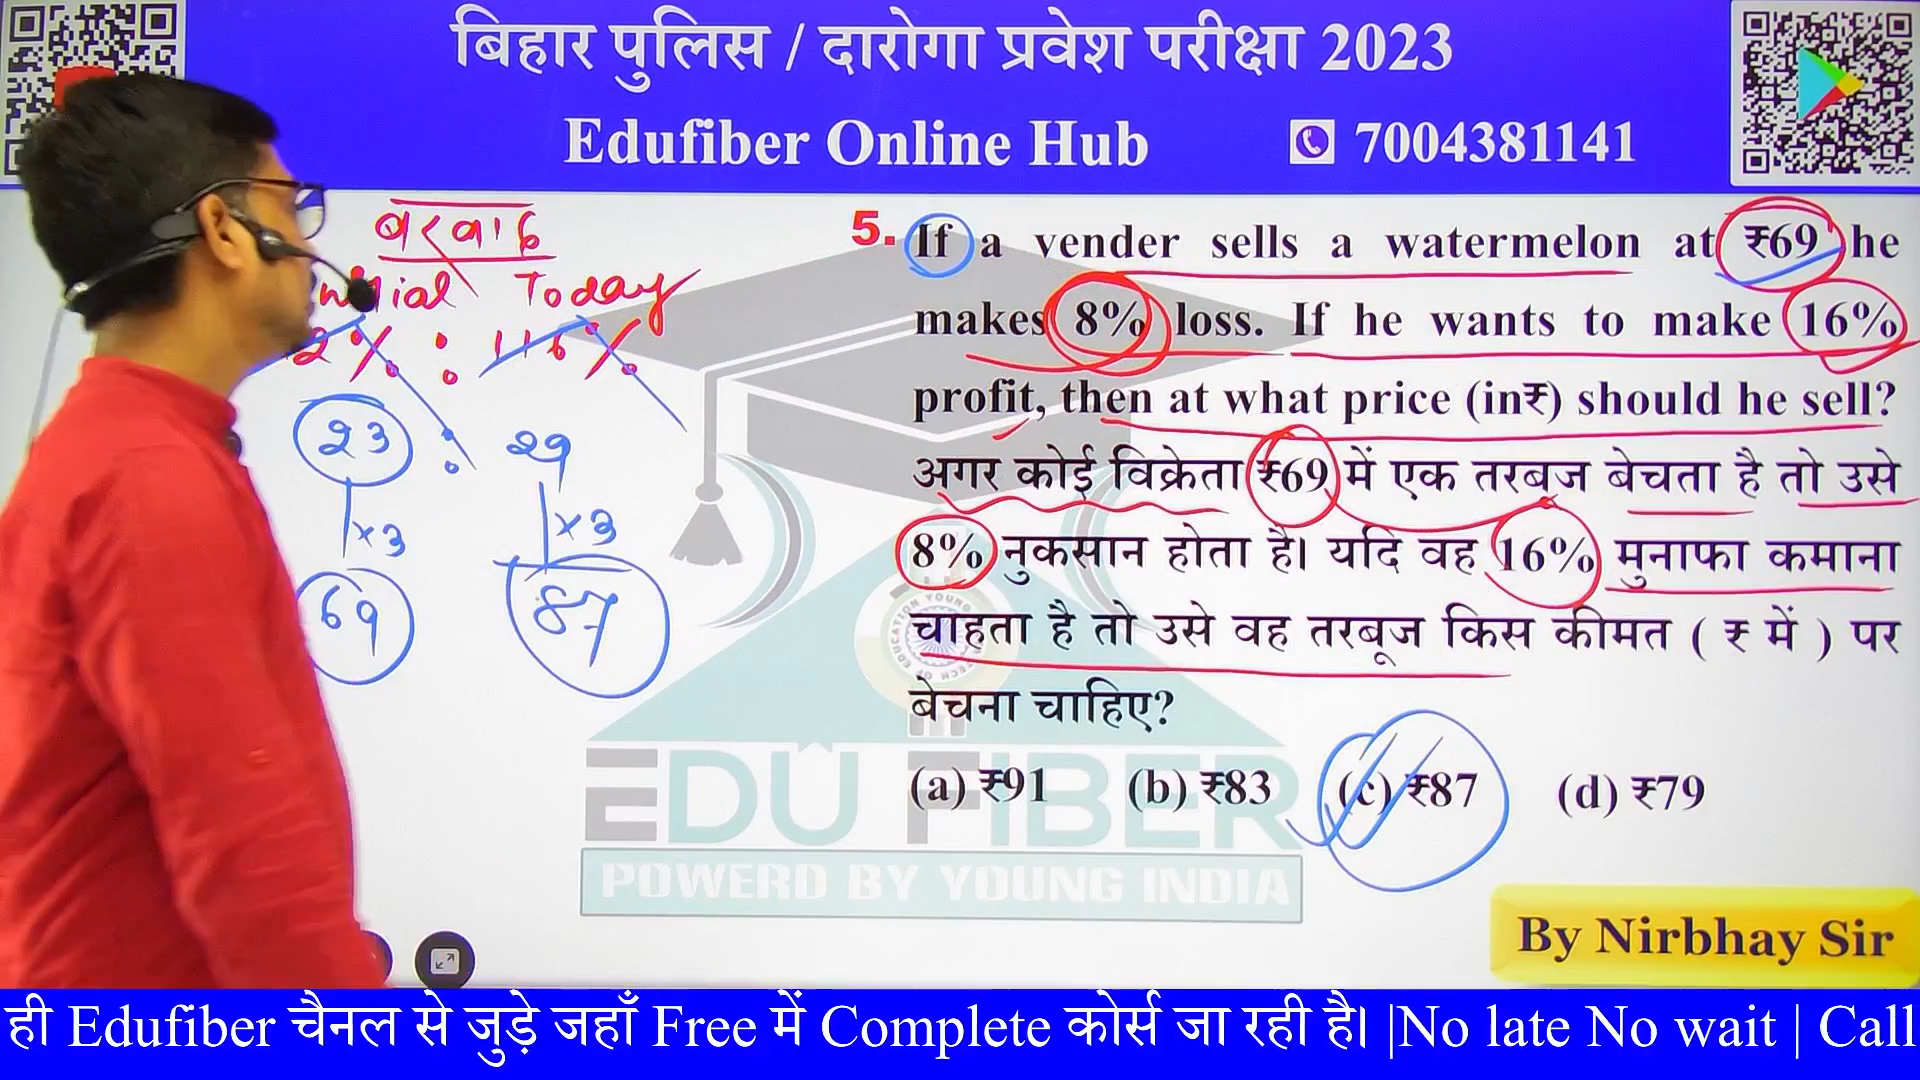 बिहार पुलिस / दारोगा प्रवेश परीक्षा 2023
Edufiber Online Hub 7004381141
Today
2% : 116%
23 : 29
×3 ×3
69 87
5. If a vender sells a watermelon at ₹69 he
makes 8% loss. If he wants to make 16%
profit, then at what price (in₹) should he sell?
अगर कोई विक्रेता ₹69 में एक तरबूज बेचता है तो उसे
8% नुकसान होता है। यदि वह 16% मुनाफा कमाना
चाहता है तो उसे वह तरबूज किस कीमत ( ₹ में ) पर
बेचना चाहिए?
(a) ₹91 (b) ₹83 (c) ₹87 (d) ₹79
EDU FIBER
POWERD BY YOUNG INDIA
By Nirbhay Sir
ही Edufiber चैनल से जुड़े जहाँ Free में Complete कोर्स जा रही है। |No late No wait | Call